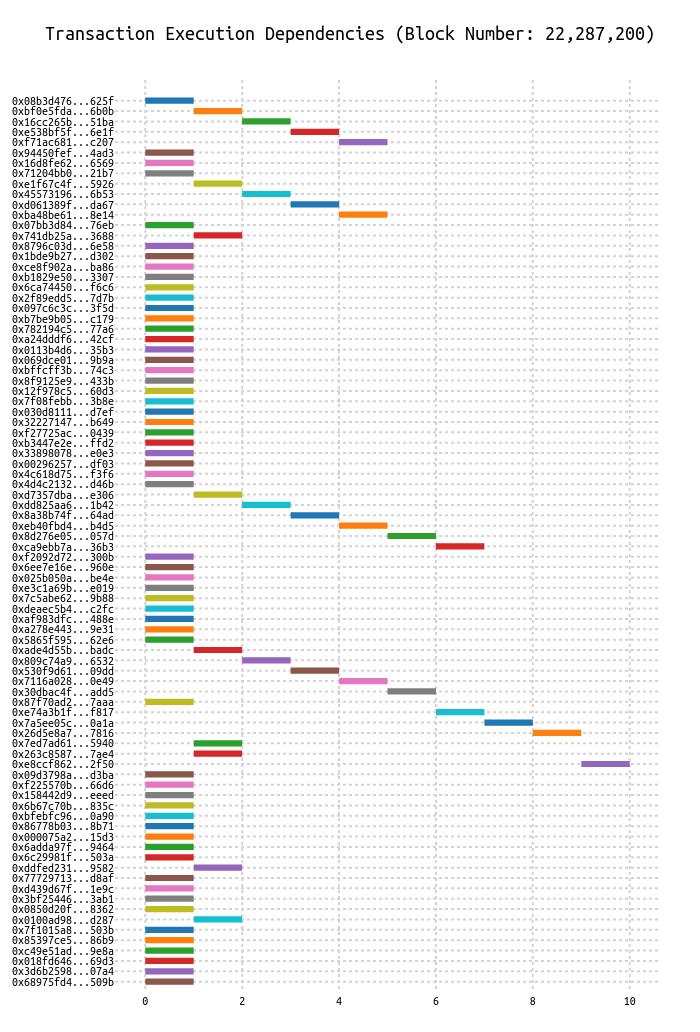 Transaction Execution Dependencies (Block Number: 22,287,200)
0x08b3d476...625f
0xbf0e5fda...6b0b
0x16cc265b...51ba
0xe538bf5f...6e1f
0xf71ac681...c207
0x94450fef...4ad3
0x16d8fe62...6569
0x71204bb0...21b7
0xe1f67c4f...5926
0x45573196...6b53
0xd061389f...da67
0xba48be61...8e14
0x07bb3d84...76eb
0x741db25a...3688
0x8796c03d...6e58
0x1bde9b27...d302
0xce8f902a...ba86
0xb1829e50...3307
0x6ca74450...f6c6
0x2f89edd5...7d7b
0x097c6c3c...3f5d
0xb7be9b05...c179
0x782194c5...77a6
0xa24dddf6...42cf
0x0113b4d6...35b3
0x069dce01...9b9a
0xbffcff3b...74c3
0x8f9125e9...433b
0x12f978c5...60d3
0x7f08febb...3b8e
0x030d8111...d7ef
0x32227147...b649
0xf27725ac...0439
0xb3447e2e...ffd2
0x33898078...e0e3
0x00296257...df03
0x4c618d75...f3f6
0x4d4c2132...d46b
0xd7357dba...e306
0xdd825aa6...1b42
0x8a38b74f...64ad
0xeb40fbd4...b4d5
0x8d276e05...057d
0xca9ebb7a...36b3
0xf2092d72...300b
0x6ee7e16e...960e
0x025b050a...be4e
0xe3c1a69b...e019
0x7c5abe62...9b88
0xdeaec5b4...c2fc
0xaf983dfc...488e
0xa278e443...9e31
0x5865f595...62e6
0xade4d55b...badc
0x809c74a9...6532
0x530f9d61...09dd
0x7116a028...0e49
0x30dbac4f...add5
0x87f70ad2...7aaa
0xe74a3b1f...f817
0x7a5ee05c...0a1a
0x26d5e8a7...7816
0x7ed7ad61...5940
0x263c8587...7ae4
0xe8ccf862...2f50
0x09d3798a...d3ba
0xf225570b...66d6
0x158442d9...eeed
0x6b67c70b...835c
0xbfebfc96...0a90
0x86778b03...8b71
0x000075a2...15d3
0x6adda97f...9464
0x6c29981f...503a
0xddfed231...9582
0x77729713...d8af
0xd439d67f...1e9c
0x3bf25446...3ab1
0x0850d20f...8362
0x0100ad98...d287
0x7f1015a8...503b
0x85397ce5...86b9
0xc49e51ad...9e8a
0x018fd646...69d3
0x3d6b2598...07a4
0x68975fd4...509b
0 2 4 6 8 10